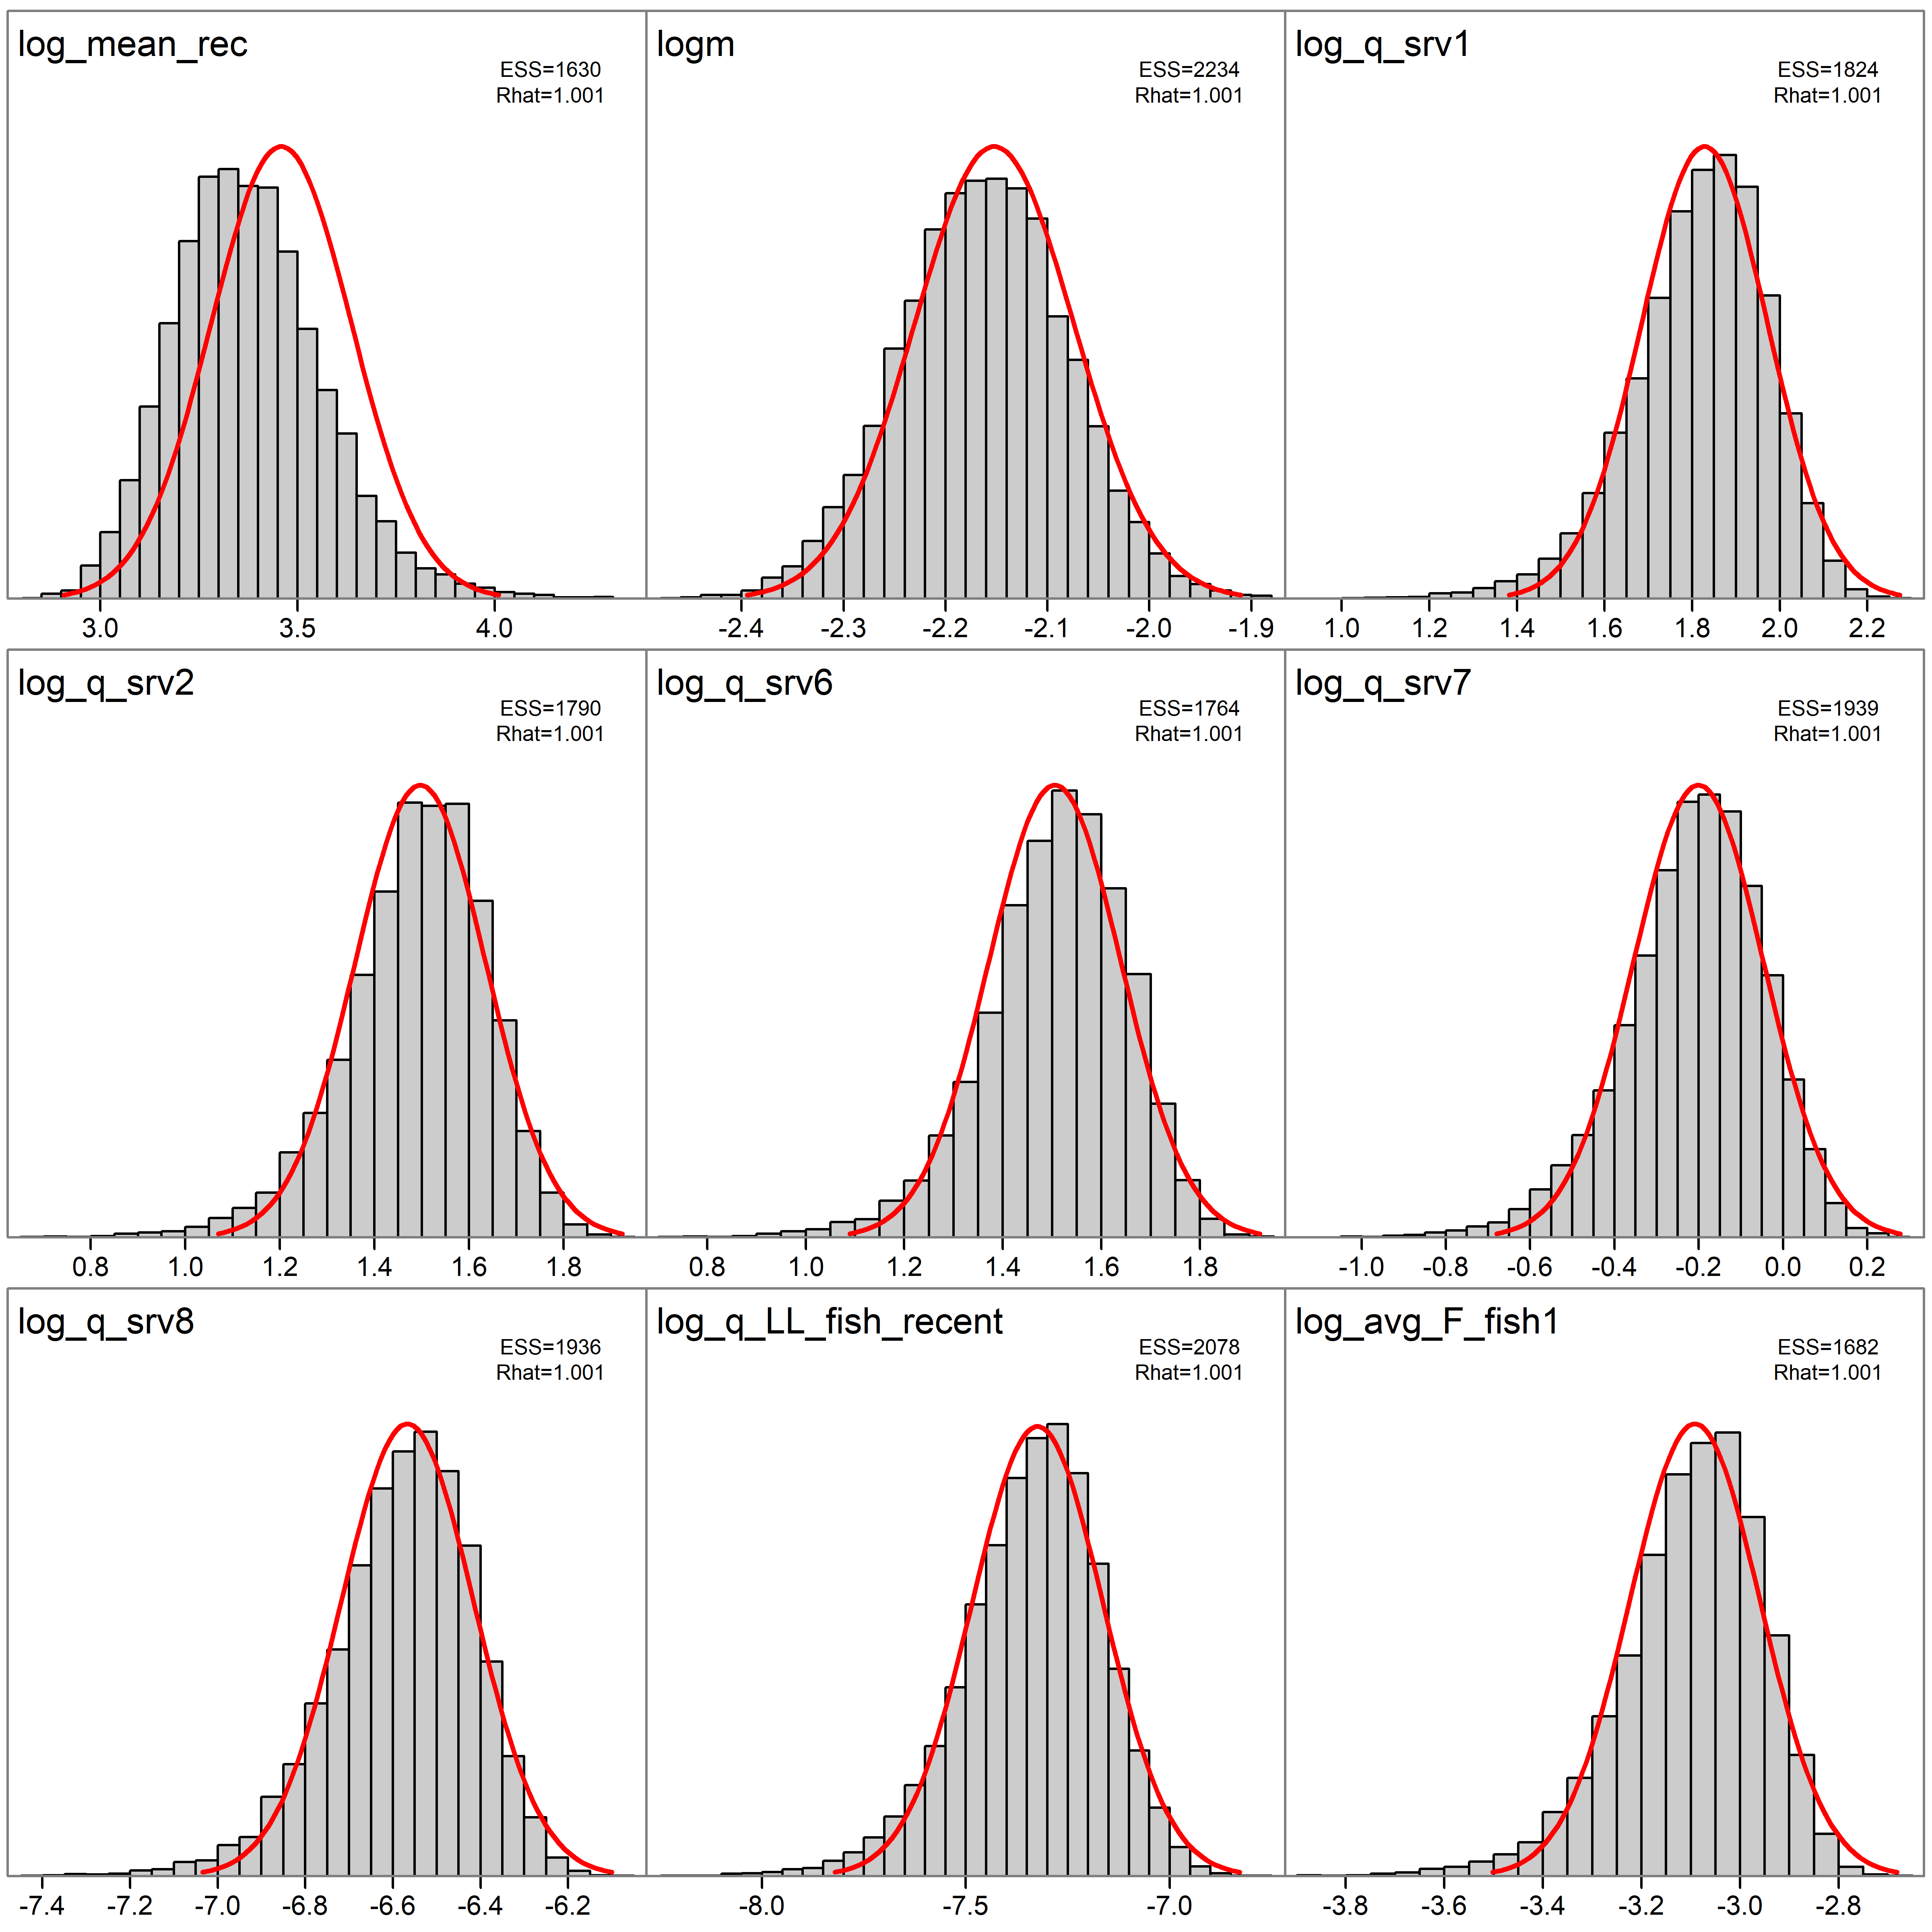 log_mean_rec
ESS=1630
Rhat=1.001
3.0 3.5 4.0
logm
ESS=2234
Rhat=1.001
-2.4 -2.3 -2.2 -2.1 -2.0 -1.9
log_q_srv1
ESS=1824
Rhat=1.001
1.0 1.2 1.4 1.6 1.8 2.0 2.2
log_q_srv2
ESS=1790
Rhat=1.001
0.8 1.0 1.2 1.4 1.6 1.8
log_q_srv6
ESS=1764
Rhat=1.001
0.8 1.0 1.2 1.4 1.6 1.8
log_q_srv7
ESS=1939
Rhat=1.001
-1.0 -0.8 -0.6 -0.4 -0.2 0.0 0.2
log_q_srv8
ESS=1936
Rhat=1.001
-7.4 -7.2 -7.0 -6.8 -6.6 -6.4 -6.2
log_q_LL_fish_recent
ESS=2078
Rhat=1.001
-8.0 -7.5 -7.0
log_avg_F_fish1
ESS=1682
Rhat=1.001
-3.8 -3.6 -3.4 -3.2 -3.0 -2.8